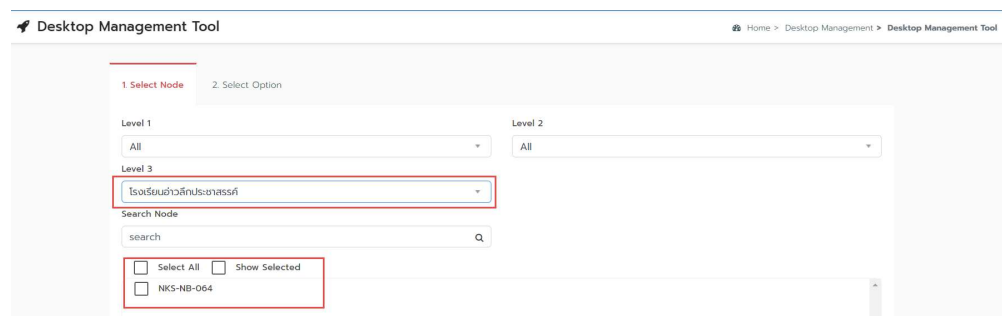 Desktop Management Tool
Home > Desktop Management > Desktop Management Tool
1. Select Node 2. Select Option
Level 1 Level 2
All All
Level 3
โรงเรียนอ่าวลึกประชาสรรค์
Search Node
search
Select All Show Selected
NKS-NB-064